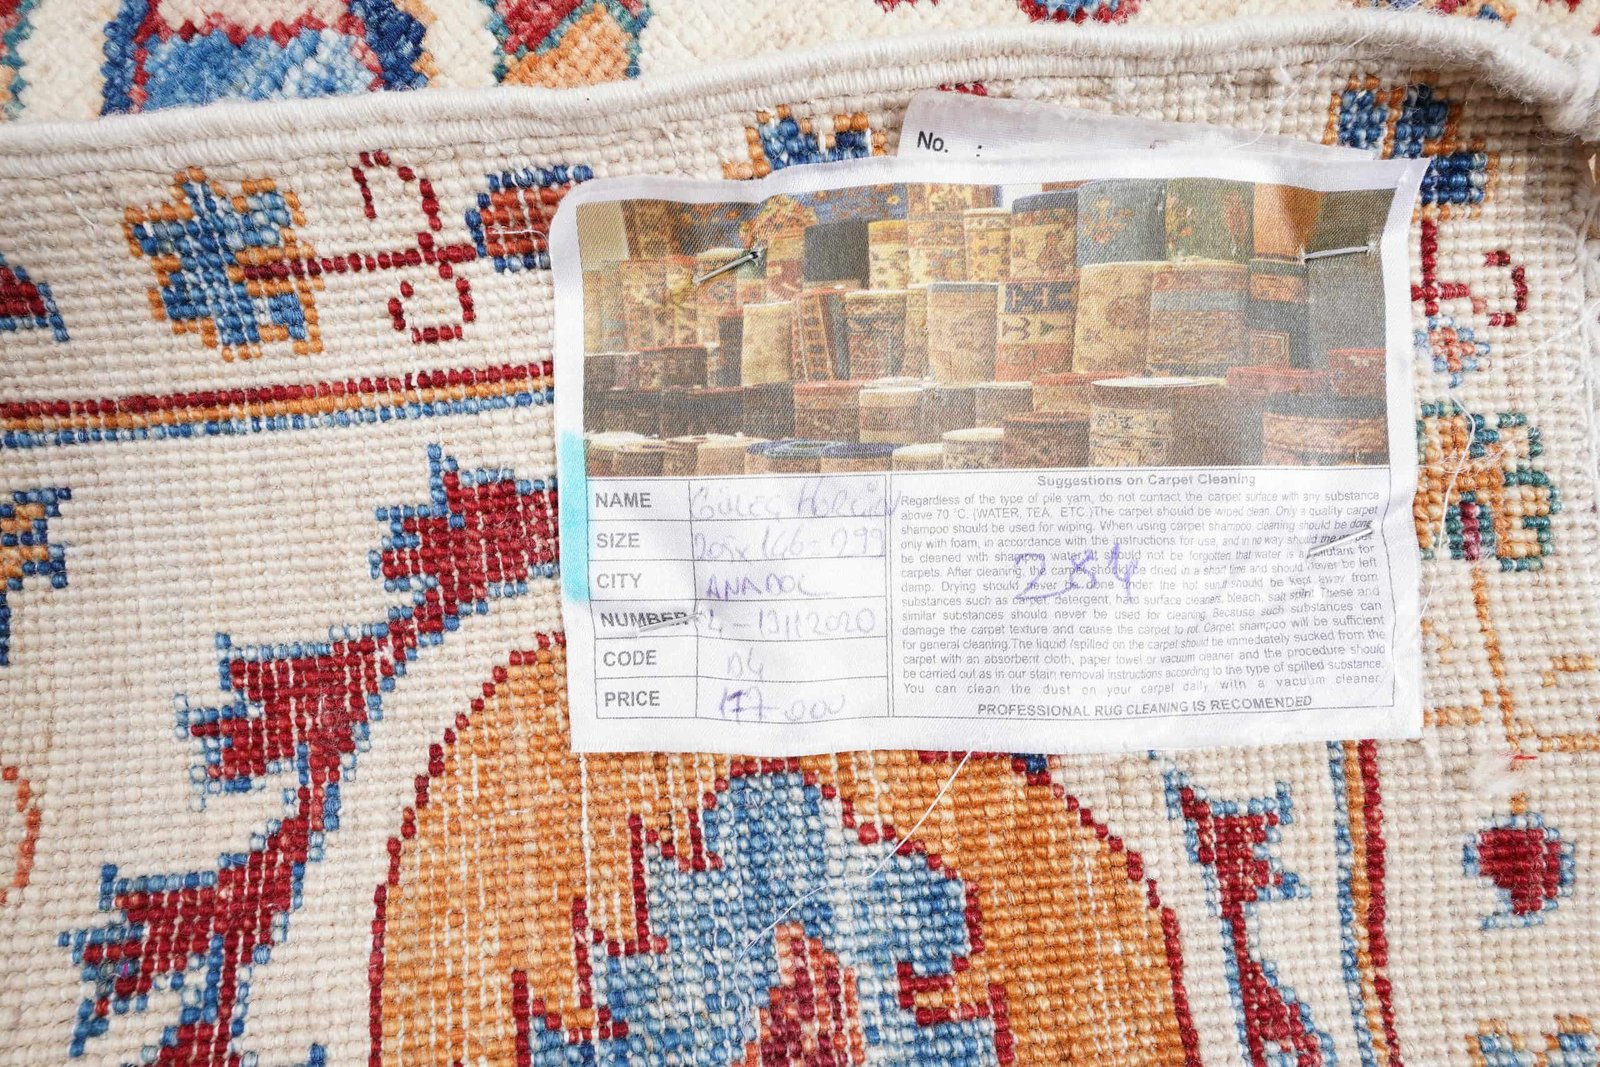 No. :
NAME
SIZE
CITY ANADOL
NUMBER 2020
CODE D4
PRICE 177-000
Suggestions on Carpet Cleaning
Regardless of the type of pile yarn, do not contact the carpet surface with any substance
above 70 °C. (WATER, TEA, ETC.)The carpet should be wiped clean. Only a quality carpet
shampoo should be used for wiping. When using carpet shampoo, cleaning should be done
only with foam, in accordance with the instructions for use, and in no way should the
be cleaned with shampoo water. It should not be forgotten that water is a pollutant for
carpets. After cleaning, the carpet should be dried in a short time and should never be left
damp. Drying should never be done under the hot sun. It should be kept away from
substances such as carpet, detergent, hard surface cleaners, bleach, salt spirit These and
similar substances should never be used for cleaning. Because such substances can
damage the carpet texture and cause the carpet to rot. Carpet shampoo will be sufficient
for general cleaning. The liquid spilled on the carpet should be immediately sucked from the
carpet with an absorbent cloth, paper towel or vacuum cleaner and the procedure should
be carried out as in our stain removal instructions according to the type of spilled substance.
You can clean the dust on your carpet daily with a vacuum cleaner.
PROFESSIONAL RUG CLEANING IS RECOMENDED